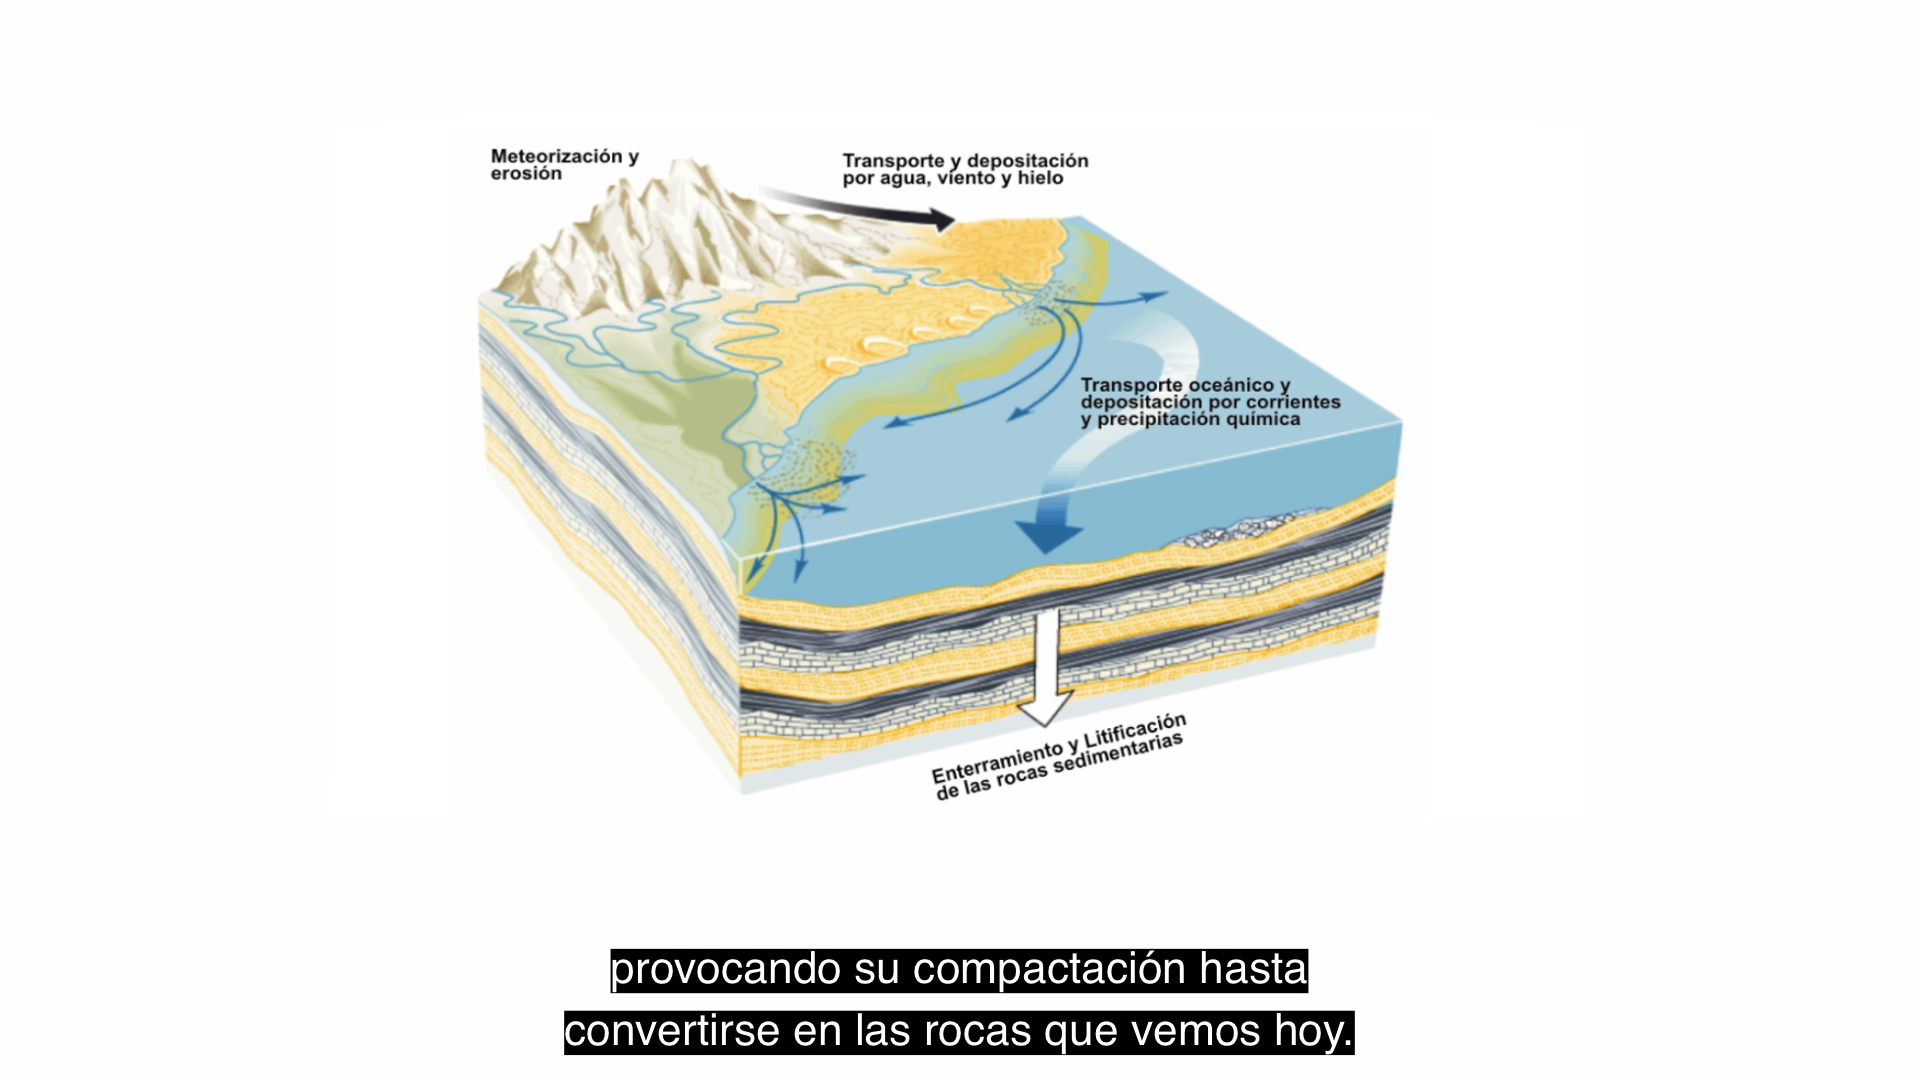 Meteorización y
erosión
Transporte y depositación
por agua, viento y hielo
Transporte oceánico y
depositación por corrientes
y precipitación química
Enterramiento y Litificación
de las rocas sedimentarias
provocando su compactación hasta
convertirse en las rocas que vemos hoy.